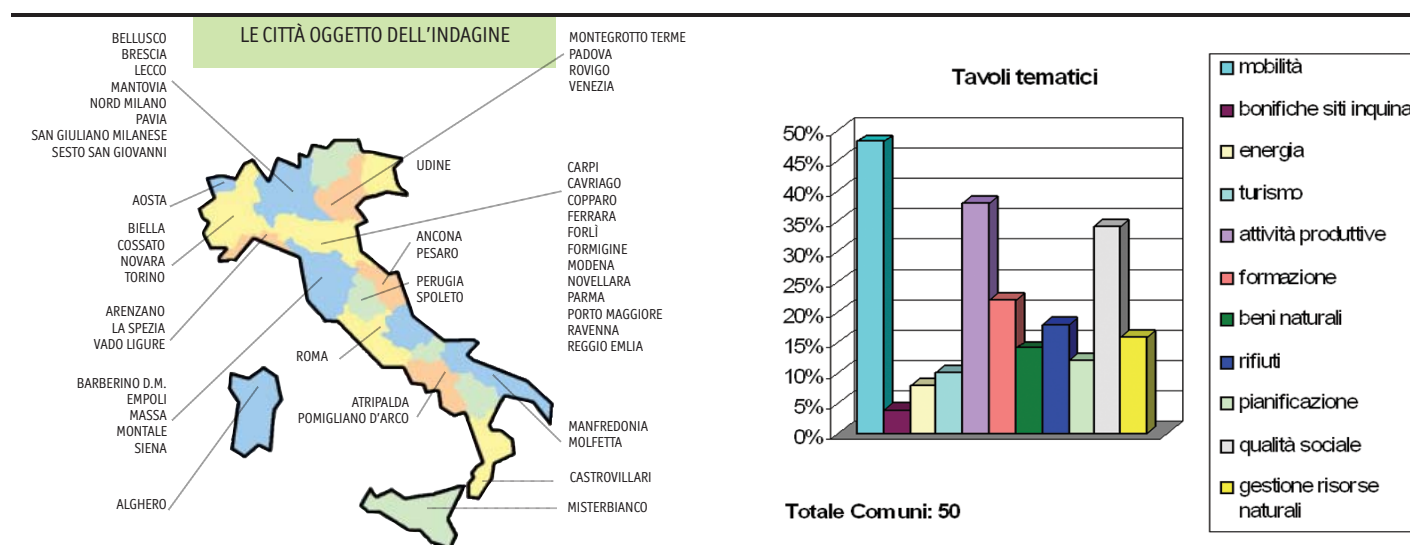 LE CITTÀ OGGETTO DELL'INDAGINE
BELLUSCO
BRESCIA
LECCO
MANTOVIA
NORD MILANO
PAVIA
SAN GIULIANO MILANESE
SESTO SAN GIOVANNI
AOSTA
BIELLA
COSSATO
NOVARA
TORINO
ARENZANO
LA SPEZIA
VADO LIGURE
BARBERINO D.M.
EMPOLI
MASSA
MONTALE
SIENA
ALGHERO
MONTEGROTTO TERME
PADOVA
ROVIGO
VENEZIA
UDINE
CARPI
CAVRIAGO
COPPARO
FERRARA
FORLÌ
FORMIGINE
MODENA
NOVELLARA
PARMA
PORTO MAGGIORE
RAVENNA
REGGIO EMLIA
ANCONA
PESARO
PERUGIA
SPOLETO
ROMA
ATRIPALDA
POMIGLIANO D'ARCO
MANFREDONIA
MOLFETTA
CASTROVILLARI
MISTERBIANCO
Tavoli tematici
50%
45%
40%
35%
30%
25%
20%
15%
10%
5%
0%
Totale Comuni: 50
mobilità
bonifiche siti inquina
energia
turismo
attività produttive
formazione
beni naturali
rifiuti
pianificazione
qualità sociale
gestione risorse
naturali